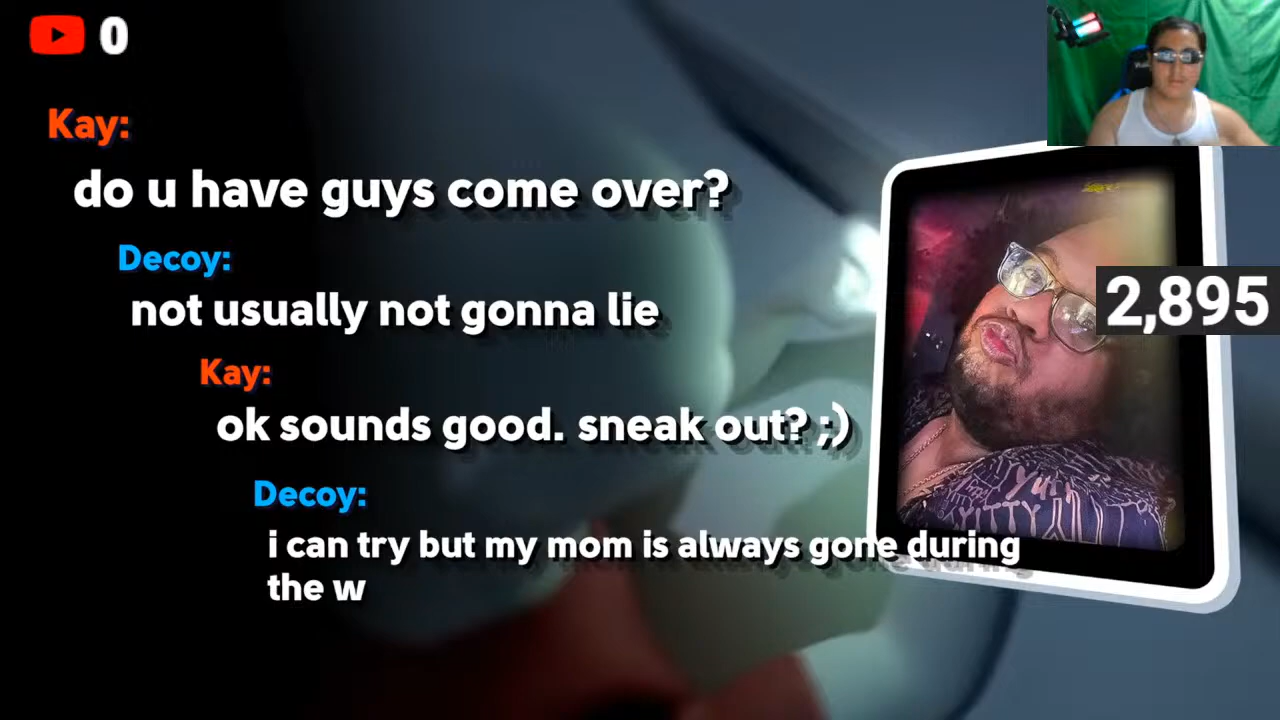 0
Kay:
do u have guys come over?
Decoy:
not usually not gonna lie
2,895
Kay:
ok sounds good. sneak out? ;)
Decoy:
i can try but my mom is always gone during
the w